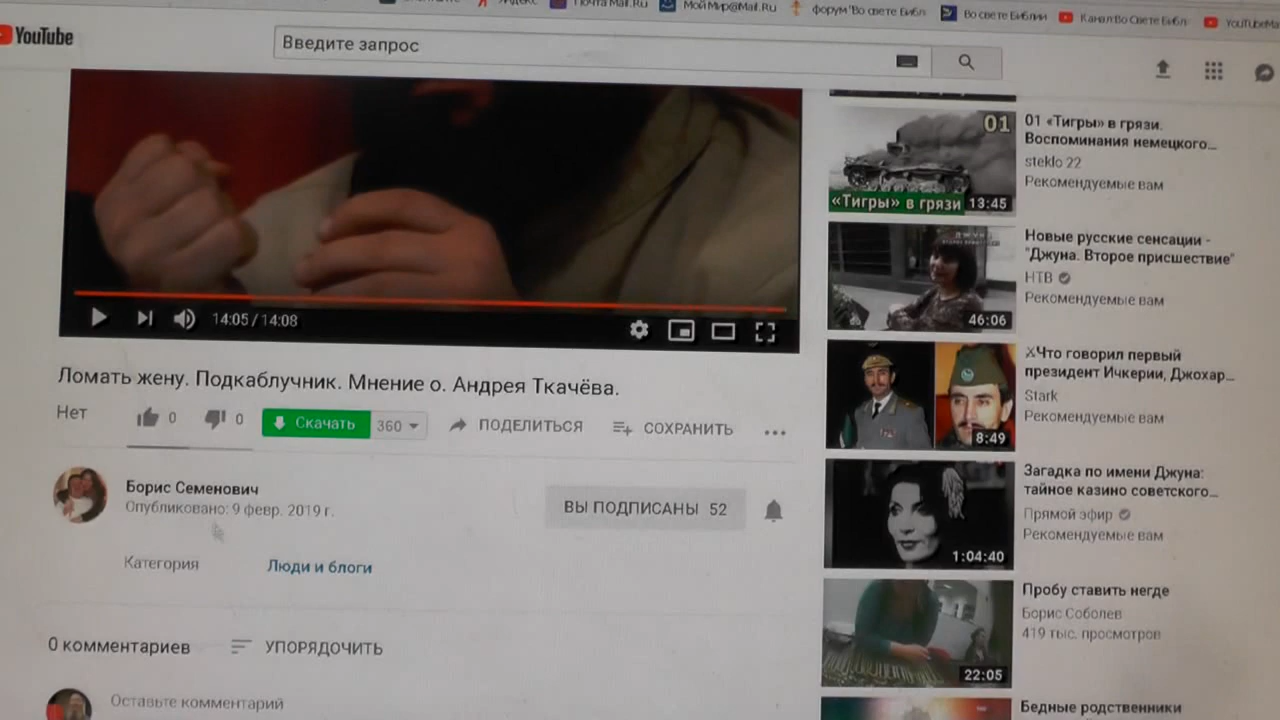 Яндекс
Почта Mail.Ru
Мой Мир@Mail.Ru
форум "Во свете Библ
Во свете Библии
Канал Во Свете Библ
YouTube
Введите запрос
14:05 / 14:08
Ломать жену. Подкаблучник. Мнение о. Андрея Ткачёва.
Нет
0
0
Скачать
360
ПОДЕЛИТЬСЯ
СОХРАНИТЬ
Борис Семенович
Опубликовано: 9 февр. 2019 г.
ВЫ ПОДПИСАНЫ 52
Категория
Люди и блоги
0 комментариев
УПОРЯДОЧИТЬ
Оставьте комментарий
01
«Тигры» в грязи
13:45
01 «Тигры» в грязи.
Воспоминания немецкого...
steklo 22
Рекомендуемые вам
46:06
Новые русские сенсации -
"Джуна. Второе присшествие"
НТВ
Рекомендуемые вам
8:49
ХЧто говорил первый
президент Ичкерии, Джохар...
Stark
Рекомендуемые вам
1:04:40
Загадка по имени Джуна:
тайное казино советского...
Прямой эфир
Рекомендуемые вам
22:05
Пробу ставить негде
Борис Соболев
419 тыс. просмотров
Бедные родственники